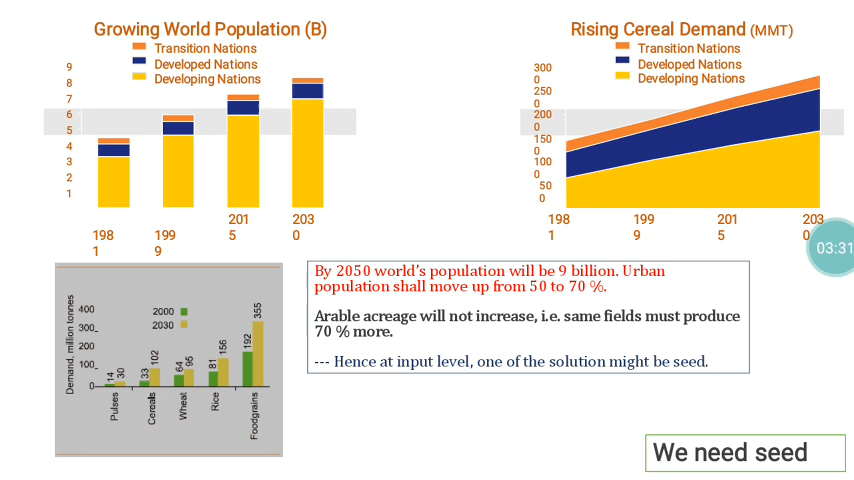 Growing World Population (B)
Transition Nations
Developed Nations
Developing Nations
9
8
7
6
5
4
3
2
1
198
1
199
9
201
5
203
0
Rising Cereal Demand (MMT)
Transition Nations
Developed Nations
Developing Nations
300
0
250
0
200
0
150
0
100
0
50
0
198
1
199
9
201
5
203
0
03:31
Demand, million tonnes
400
300
200
100
0
2000
2030
14
30
33
102
64
95
81
156
192
355
Pulses
Cereals
Wheat
Rice
Foodgrains
By 2050 world's population will be 9 billion. Urban
population shall move up from 50 to 70 %.
Arable acreage will not increase, i.e. same fields must produce
70 % more.
--- Hence at input level, one of the solution might be seed.
We need seed